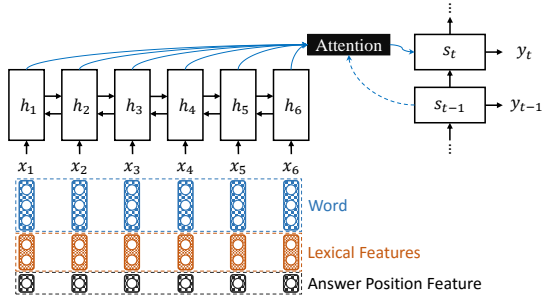 Attention
s_t
y_t
s_{t-1}
y_{t-1}
h_1 h_2 h_3 h_4 h_5 h_6
x_1 x_2 x_3 x_4 x_5 x_6
Word
Lexical Features
Answer Position Feature